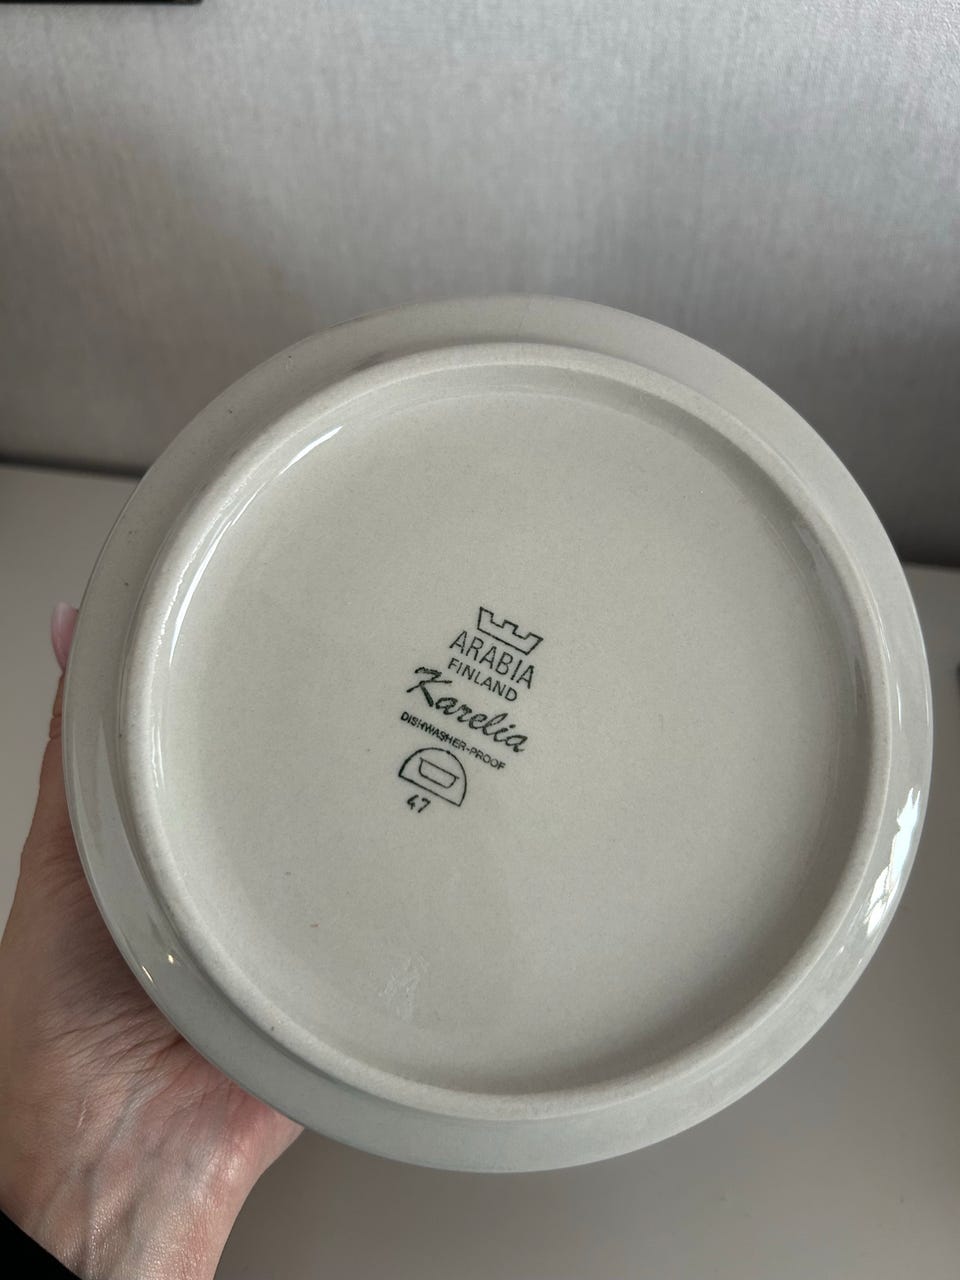 ARABIA
FINLAND
Karelia
DISHWASHER-PROOF
47